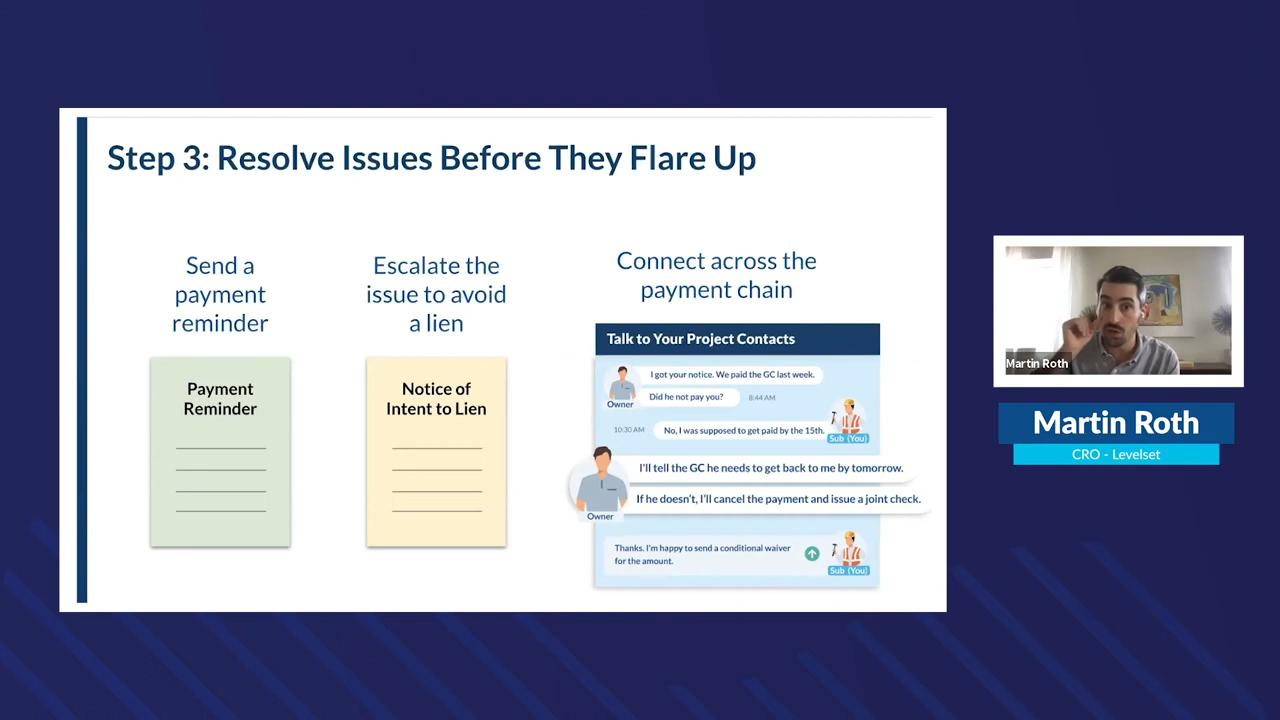 Step 3: Resolve Issues Before They Flare Up
Send a
payment
reminder
Payment
Reminder
Escalate the
issue to avoid
a lien
Notice of
Intent to Lien
Connect across the
payment chain
Talk to Your Project Contacts
I got your notice. We paid the GC last week.
Did he not pay you?
8:44 AM
Owner
10:30 AM
No, I was supposed to get paid by the 15th.
Sub (You)
I'll tell the GC he needs to get back to me by tomorrow.
If he doesn't, I'll cancel the payment and issue a joint check.
Owner
Thanks. I'm happy to send a conditional waiver
for the amount.
Sub (You)
Martin Roth
Martin Roth
CRO - Levelset